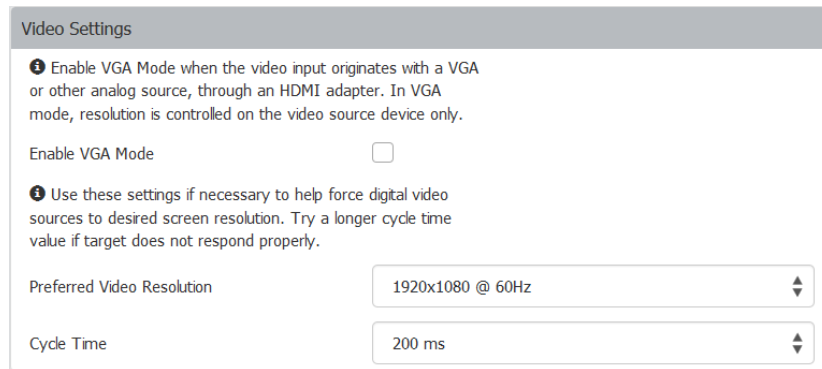 Video Settings
Enable VGA Mode when the video input originates with a VGA
or other analog source, through an HDMI adapter. In VGA
mode, resolution is controlled on the video source device only.
Enable VGA Mode
Use these settings if necessary to help force digital video
sources to desired screen resolution. Try a longer cycle time
value if target does not respond properly.
Preferred Video Resolution 1920x1080 @ 60Hz
Cycle Time 200 ms